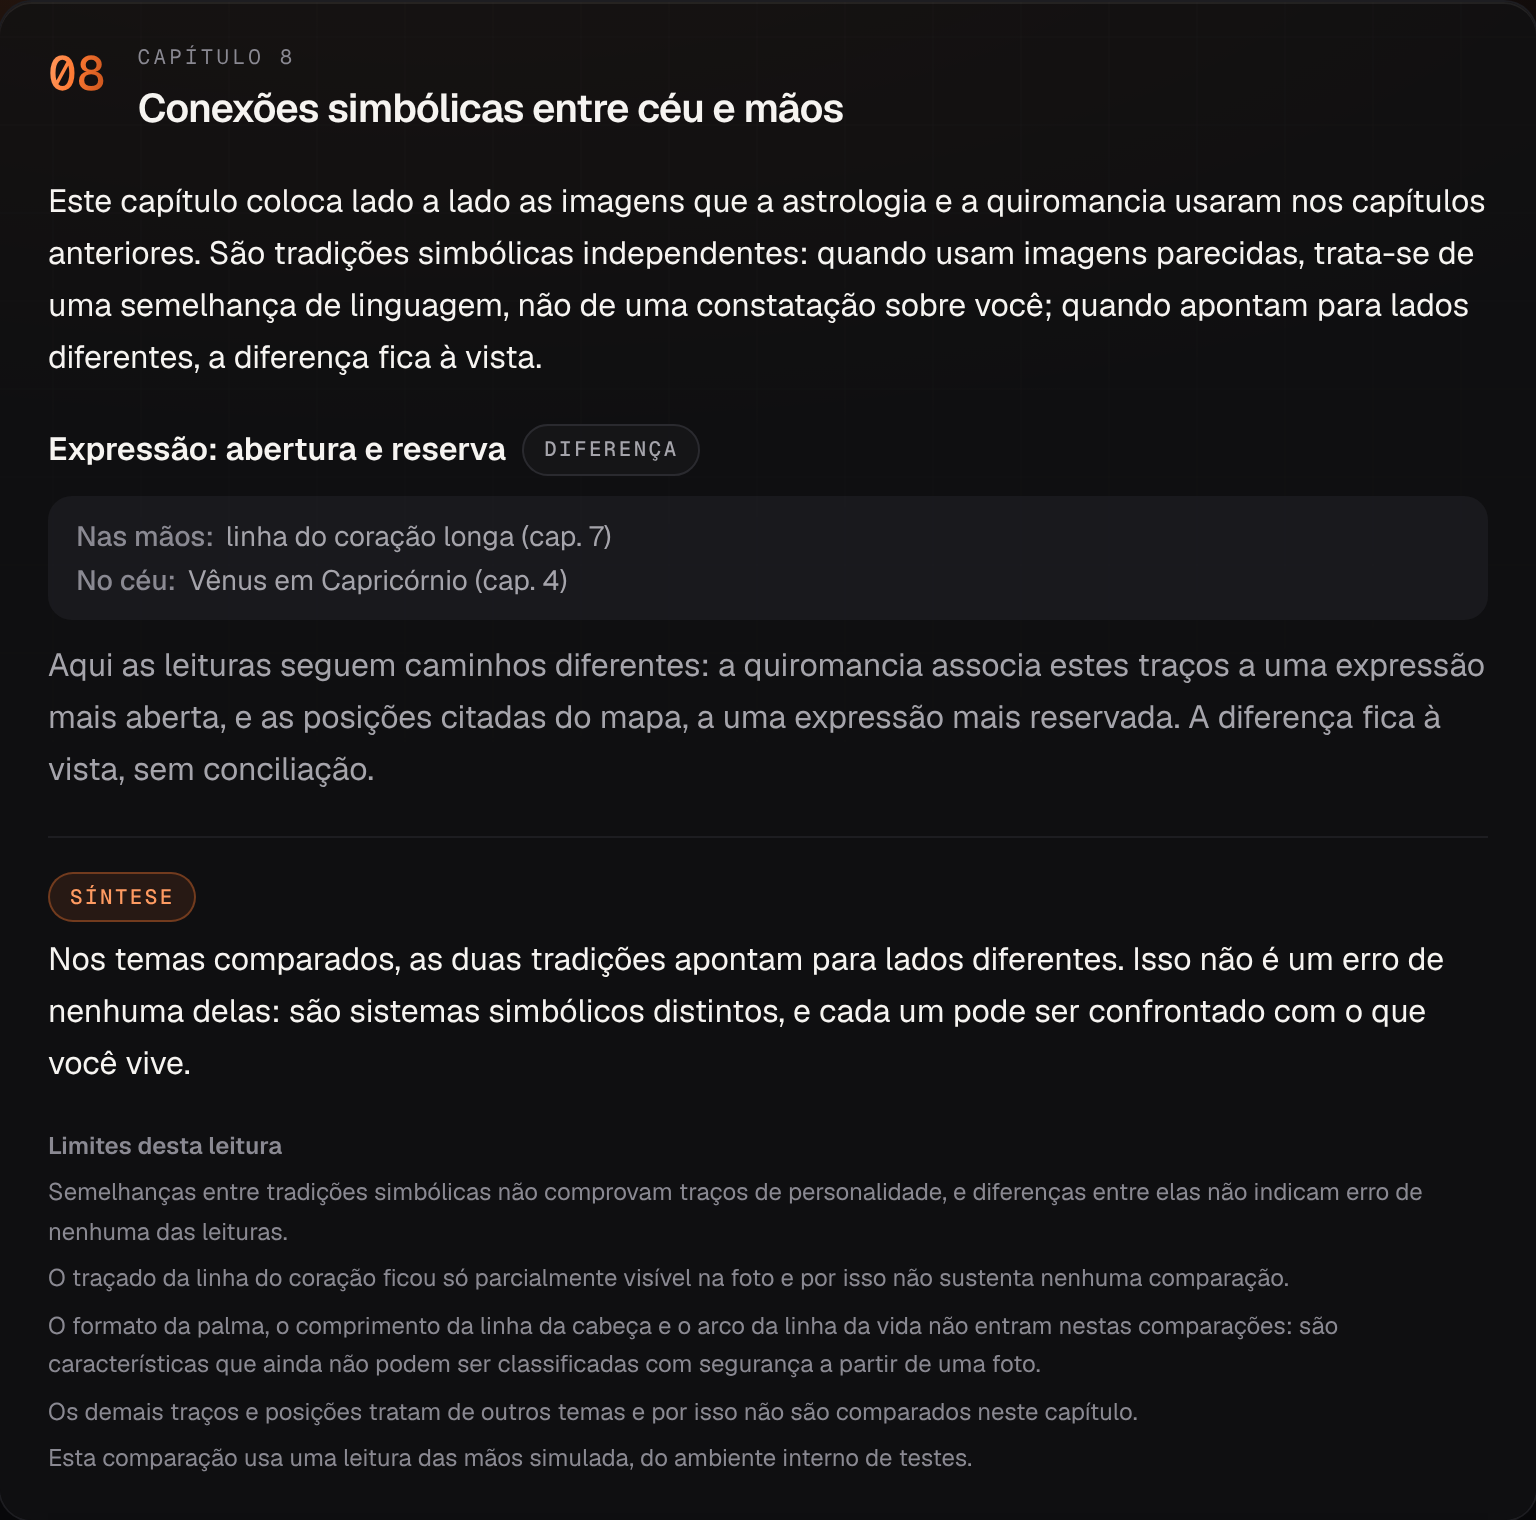 08
CAPÍTULO 8
Conexões simbólicas entre céu e mãos
Este capítulo coloca lado a lado as imagens que a astrologia e a quiromancia usaram nos capítulos
anteriores. São tradições simbólicas independentes: quando usam imagens parecidas, trata-se de
uma semelhança de linguagem, não de uma constatação sobre você; quando apontam para lados
diferentes, a diferença fica à vista.
Expressão: abertura e reserva DIFERENÇA
Nas mãos: linha do coração longa (cap. 7)
No céu: Vênus em Capricórnio (cap. 4)
Aqui as leituras seguem caminhos diferentes: a quiromancia associa estes traços a uma expressão
mais aberta, e as posições citadas do mapa, a uma expressão mais reservada. A diferença fica à
vista, sem conciliação.
SÍNTESE
Nos temas comparados, as duas tradições apontam para lados diferentes. Isso não é um erro de
nenhuma delas: são sistemas simbólicos distintos, e cada um pode ser confrontado com o que
você vive.
Limites desta leitura
Semelhanças entre tradições simbólicas não comprovam traços de personalidade, e diferenças entre elas não indicam erro de
nenhuma das leituras.
O traçado da linha do coração ficou só parcialmente visível na foto e por isso não sustenta nenhuma comparação.
O formato da palma, o comprimento da linha da cabeça e o arco da linha da vida não entram nestas comparações: são
características que ainda não podem ser classificadas com segurança a partir de uma foto.
Os demais traços e posições tratam de outros temas e por isso não são comparados neste capítulo.
Esta comparação usa uma leitura das mãos simulada, do ambiente interno de testes.